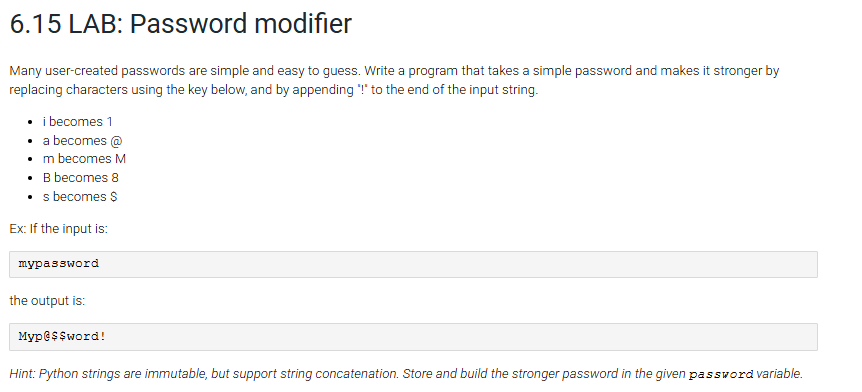 6.15 LAB: Password modifier
Many user-created passwords are simple and easy to guess. Write a program that takes a simple password and makes it stronger by
replacing characters using the key below, and by appending "!" to the end of the input string.
• i becomes 1
• a becomes @
• m becomes M
• B becomes 8
• s becomes $
Ex: If the input is:
mypassword
the output is:
Myp@$$word!
Hint: Python strings are immutable, but support string concatenation. Store and build the stronger password in the given password variable.